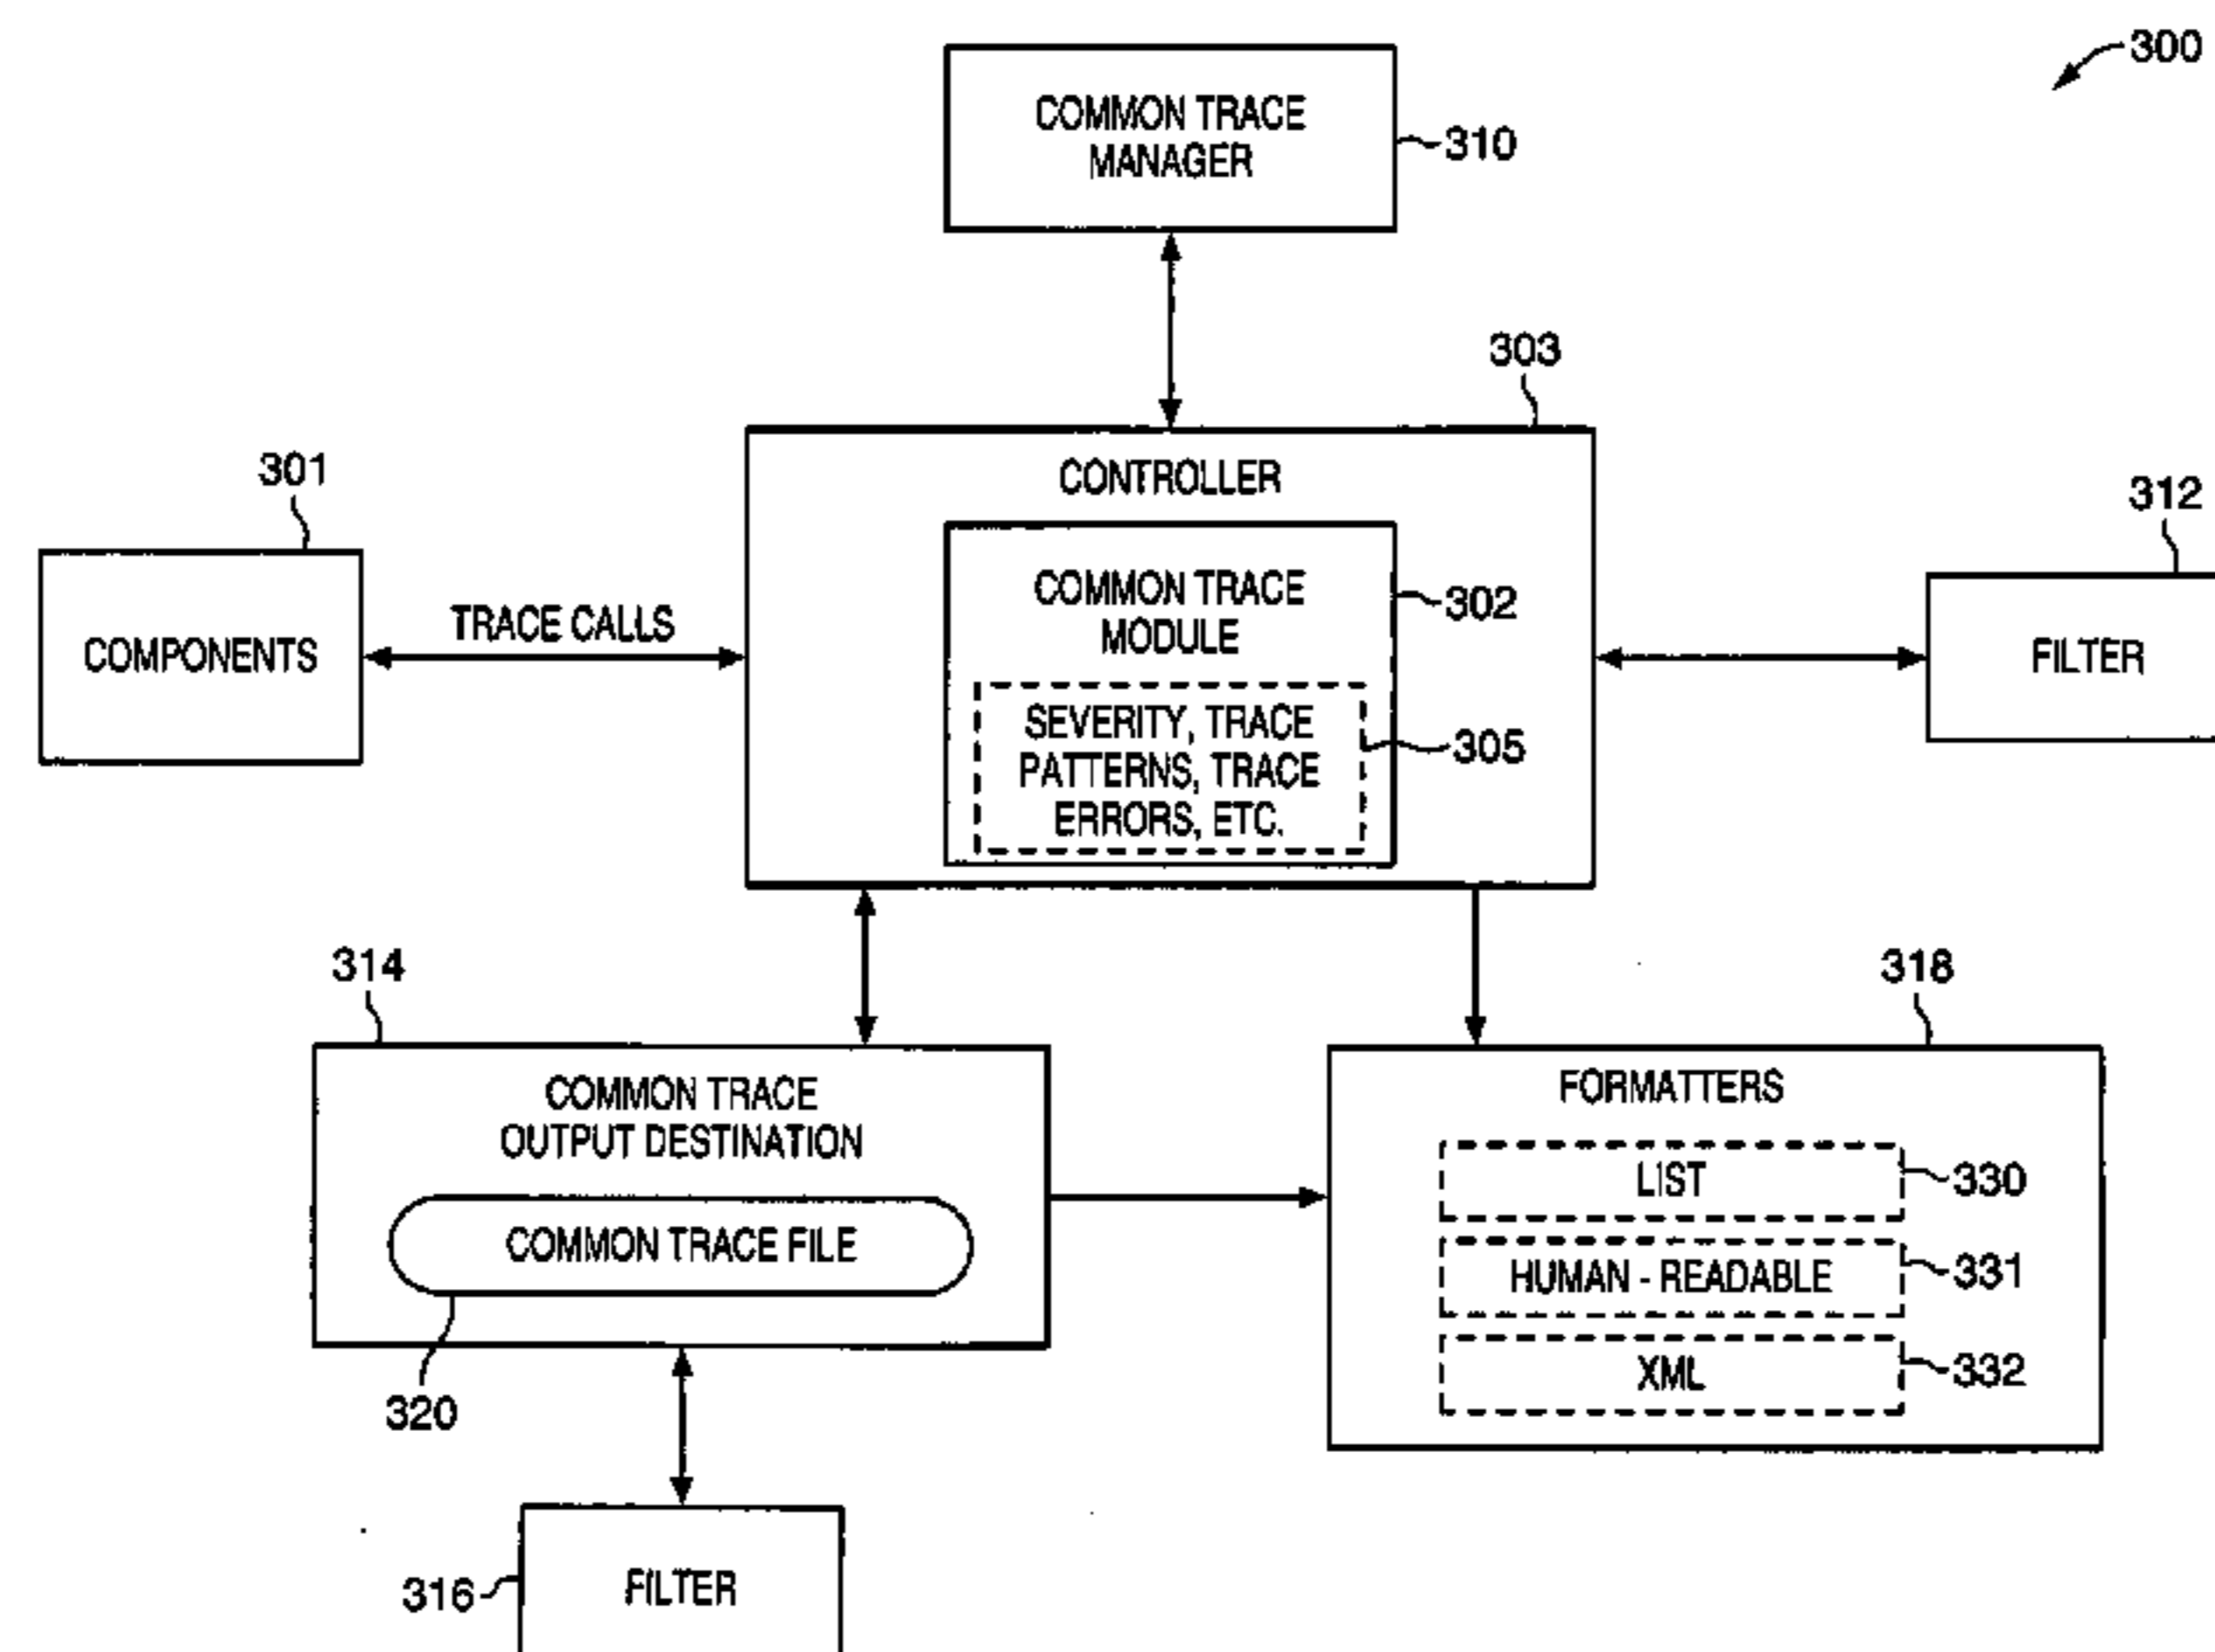 300
COMMON TRACE
MANAGER
310
303
CONTROLLER
301
312
COMPONENTS
TRACE CALLS
COMMON TRACE
MODULE
302
FILTER
SEVERITY, TRACE
PATTERNS, TRACE
ERRORS, ETC.
305
314
318
COMMON TRACE
OUTPUT DESTINATION
COMMON TRACE FILE
320
FORMATTERS
LIST
330
HUMAN - READABLE
331
XML
332
316
FILTER